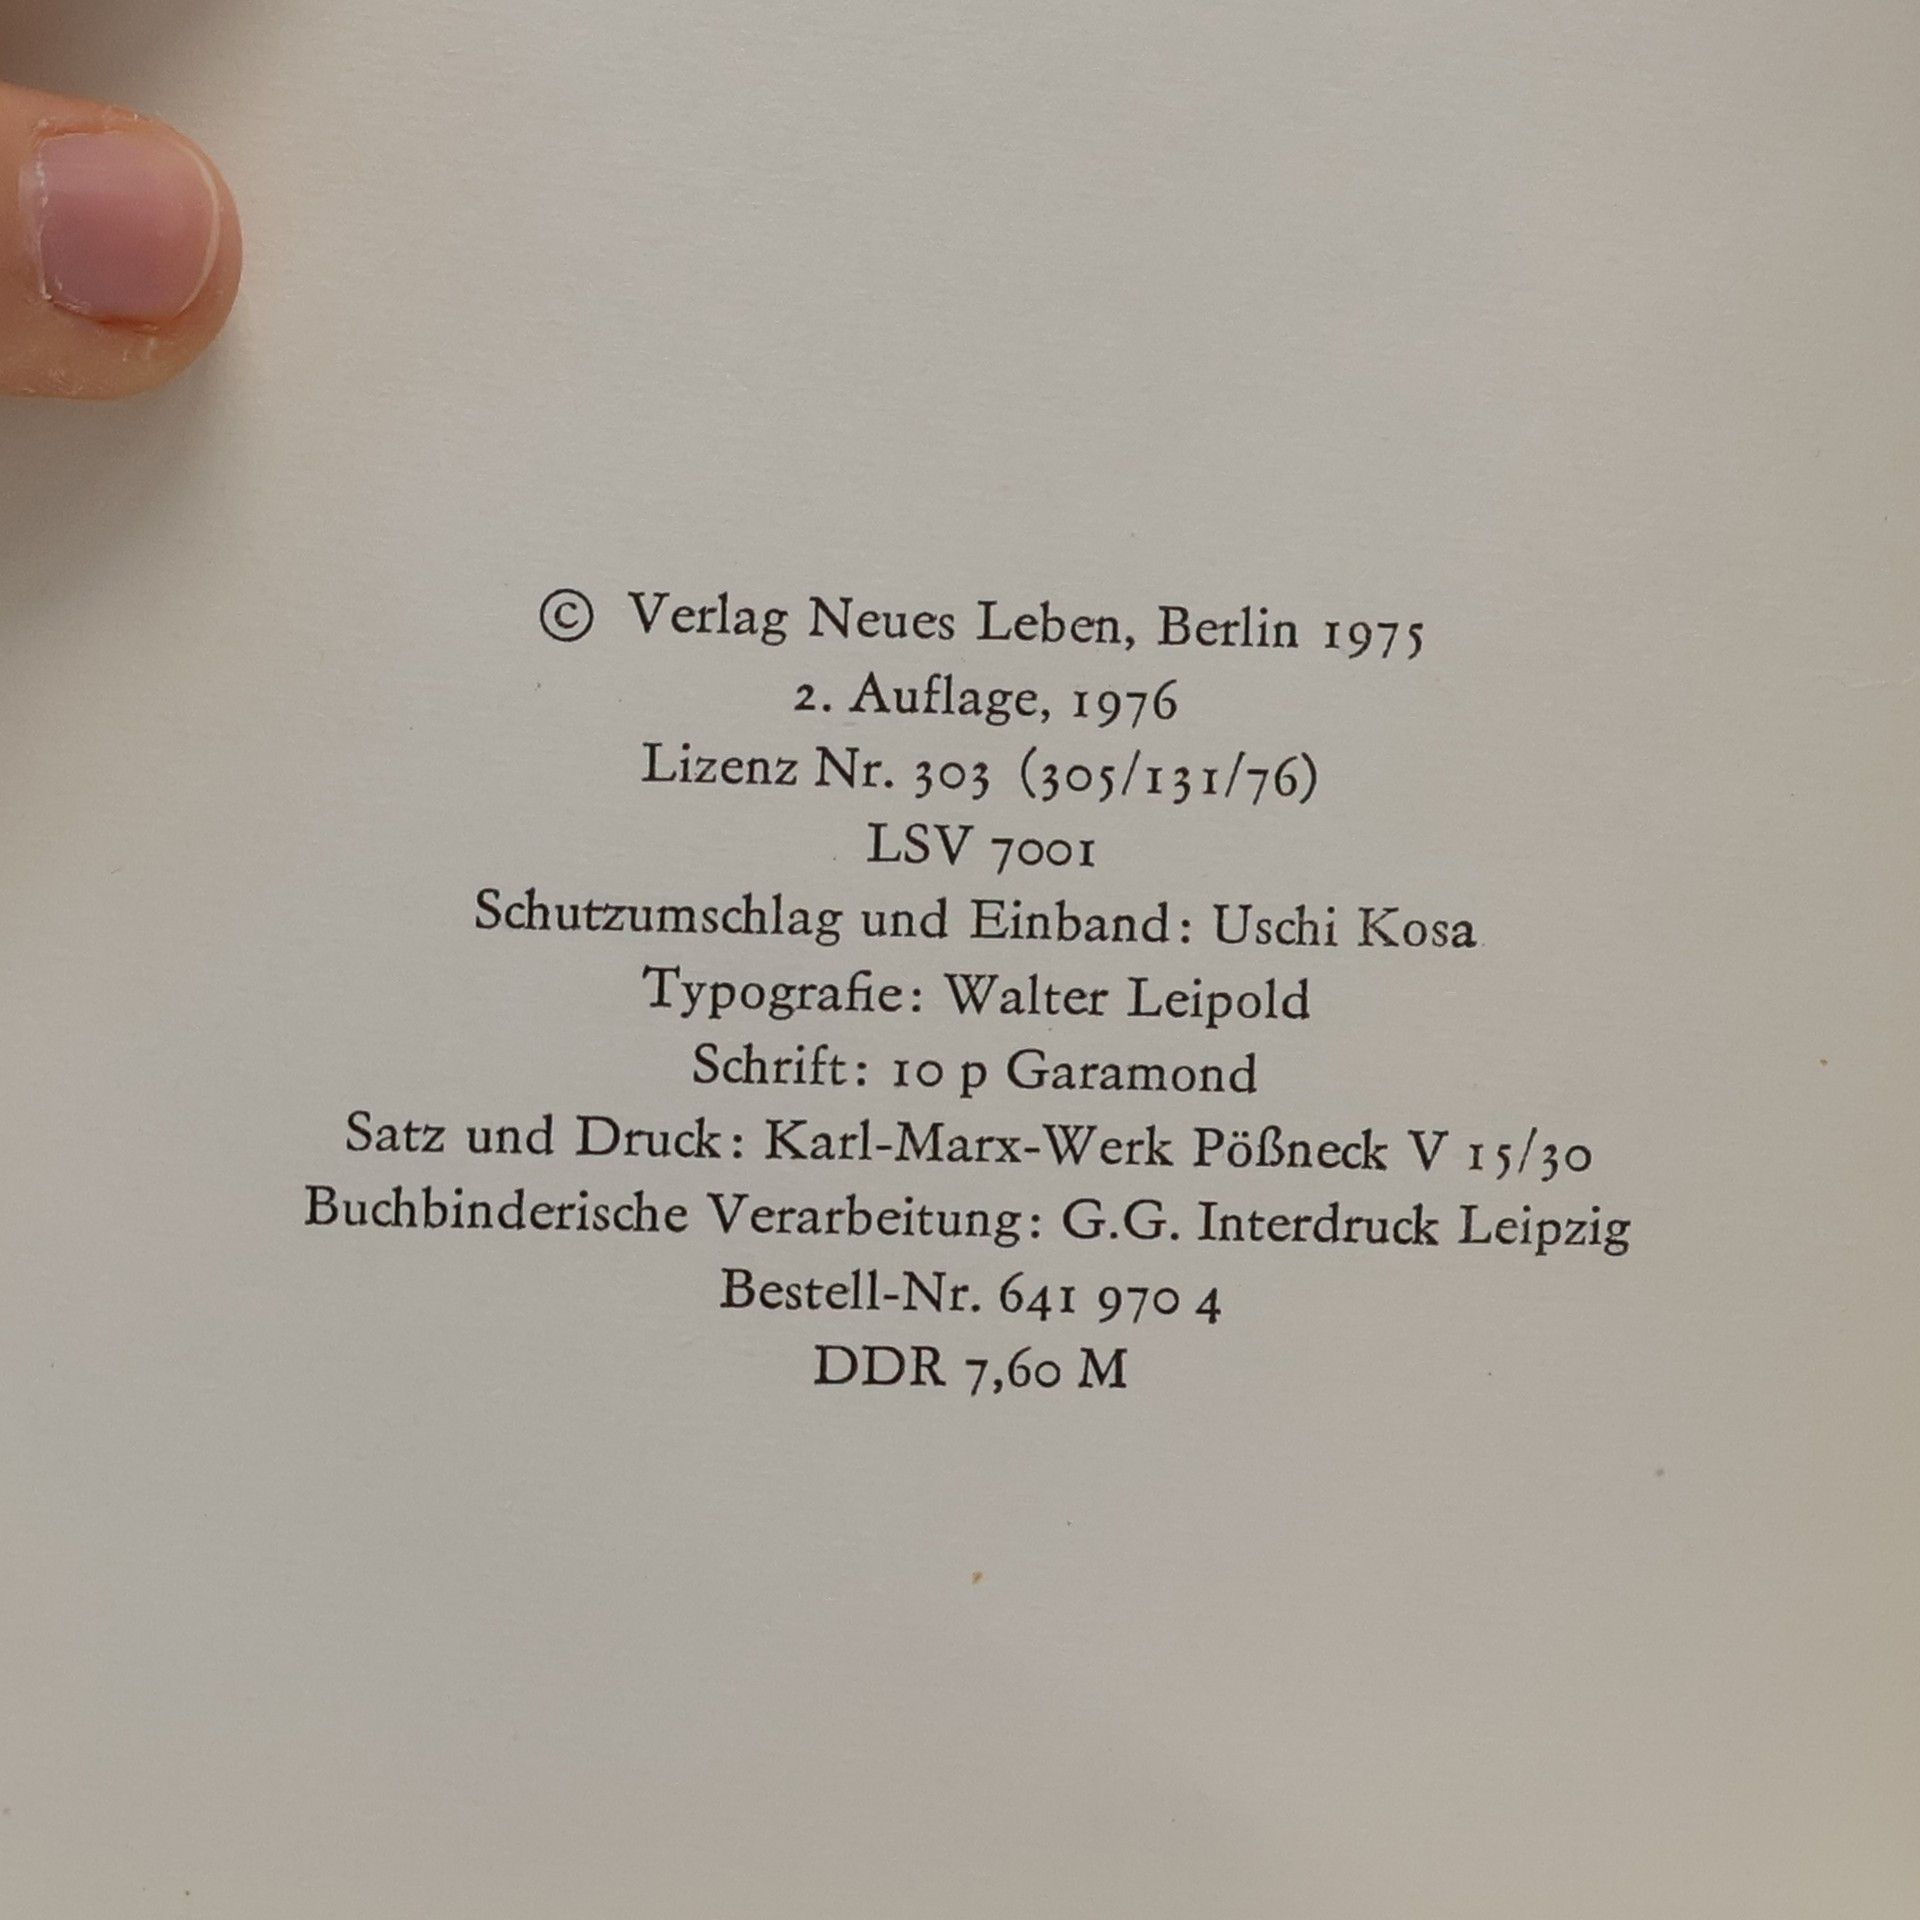 © Verlag Neues Leben, Berlin 1975
2. Auflage, 1976
Lizenz Nr. 303 (305/131/76)
LSV 7001
Schutzumschlag und Einband: Uschi Kosa
Typografie: Walter Leipold
Schrift: 10 p Garamond
Satz und Druck: Karl-Marx-Werk Pößneck V 15/30
Buchbinderische Verarbeitung: G.G. Interdruck Leipzig
Bestell-Nr. 641 970 4
DDR 7,60 M